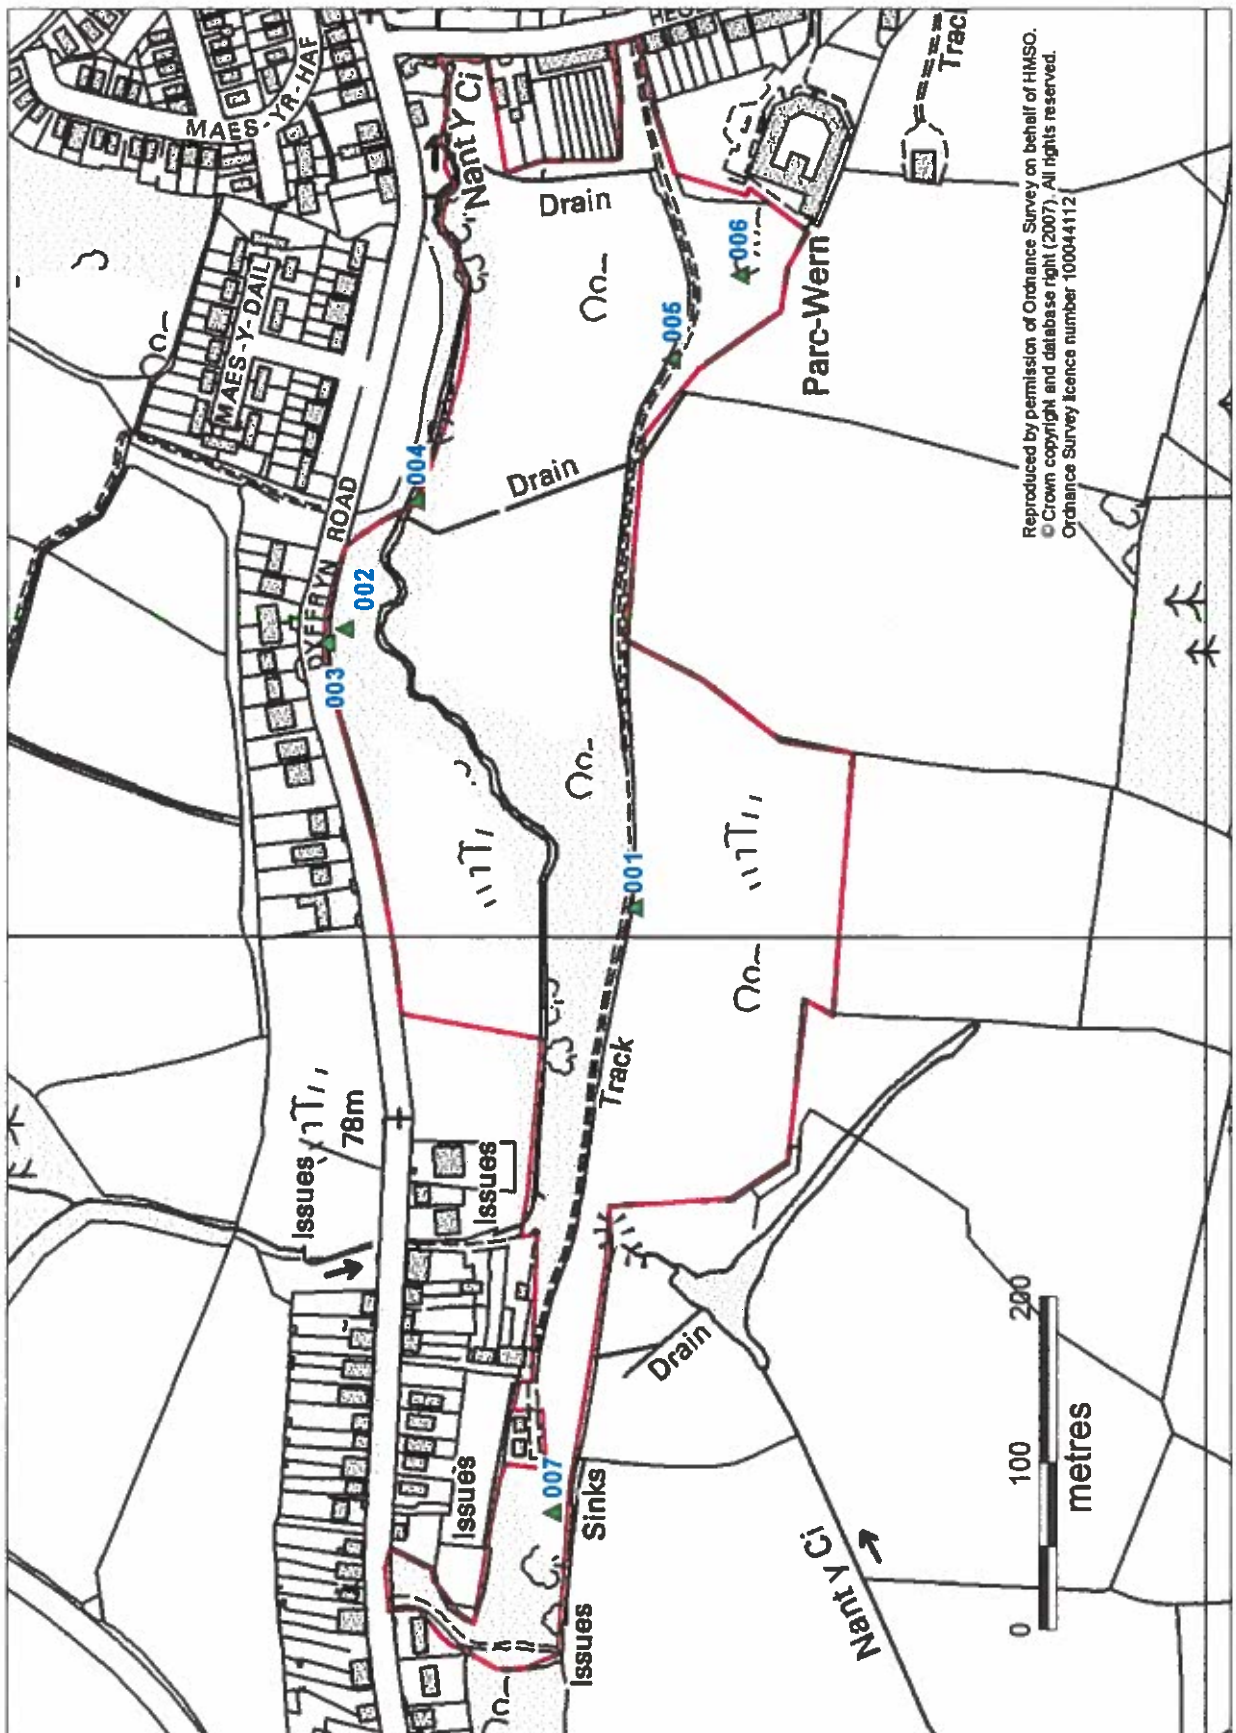 MAES-YR-HAF
Nant Y Ci
Track
MAES-Y-DAIL
Drain
006
005
Parc-Wern
004
Drain
DYFFRYN ROAD
002
003
001
Track
Issues
78m
Issues
Drain
Issues
007
Sinks
Issues
Nant y Ci
0 100 200
metres
Reproduced by permission of Ordnance Survey on behalf of HMSO.
© Crown copyright and database right (2007). All rights reserved.
Ordnance Survey licence number 100044112